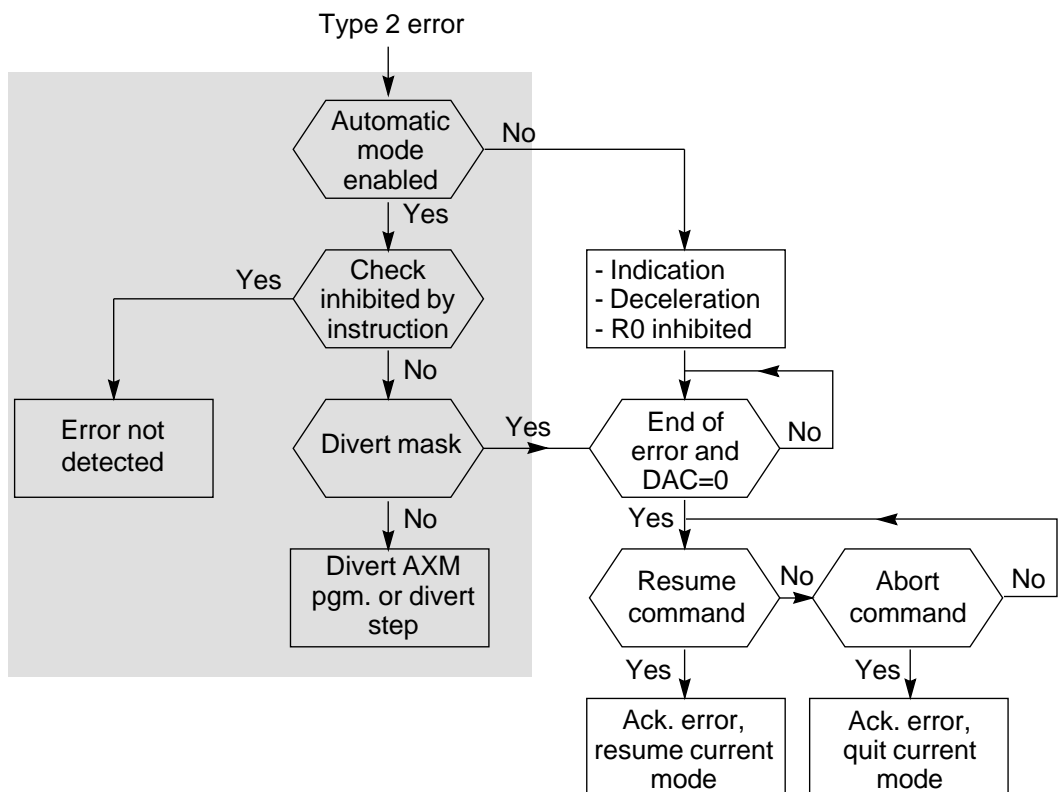 Type 2 error
Automatic
mode
enabled
No
Yes
Check
inhibited by
instruction
Yes
- Indication
- Deceleration
- R0 inhibited
No
Error not
detected
Divert mask
Yes
End of
error and
DAC=0
No
No
Yes
Divert AXM
pgm. or divert
step
Resume
command
No
Abort
command
No
Yes
Yes
Ack. error,
resume current
mode
Ack. error,
quit current
mode